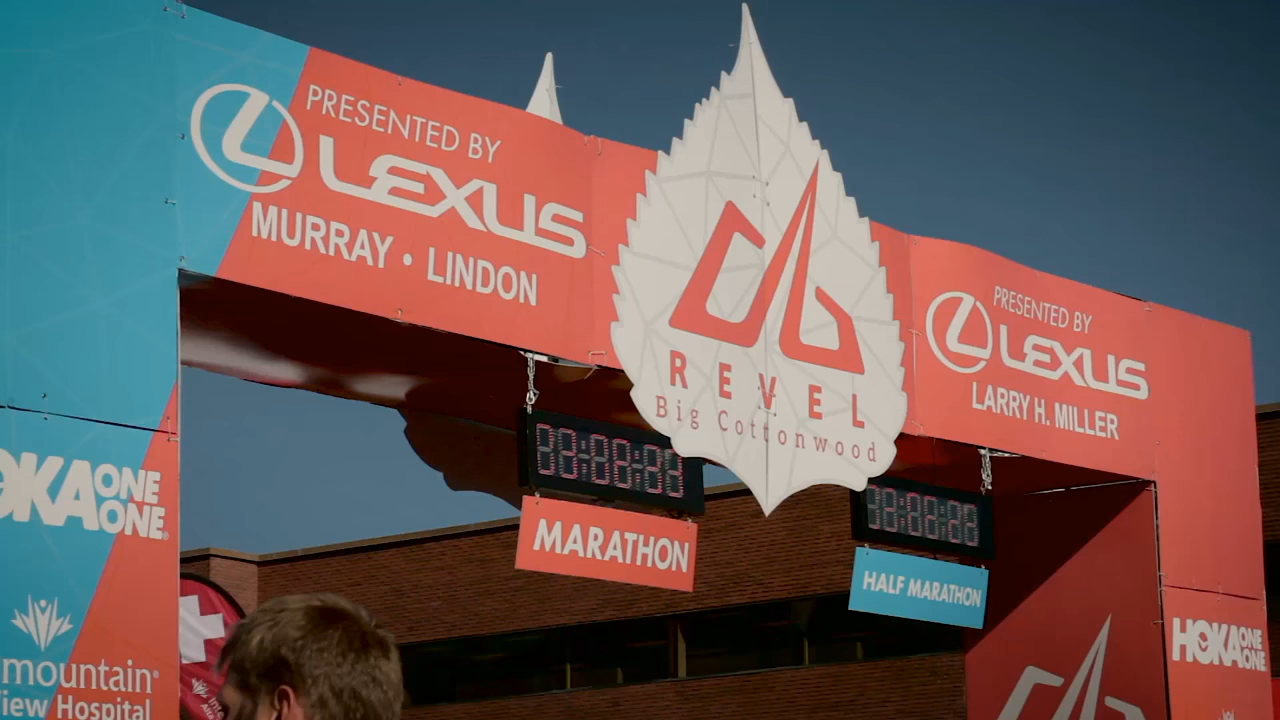 PRESENTED BY
LEXUS
MURRAY • LINDON
REVEL
Big Cottonwood
PRESENTED BY
LEXUS
LARRY H. MILLER
MARATHON
HALF MARATHON
HOKA ONE ONE
mountain
View Hospital
HOKA ONE ONE